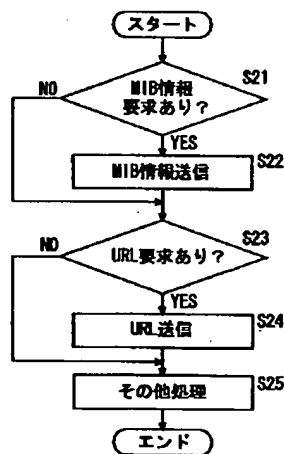 スタート
S21
NO
MIB情報
要求あり？
YES
S22
MIB情報送信
S23
NO
URL要求あり？
YES
S24
URL送信
S25
その他処理
エンド